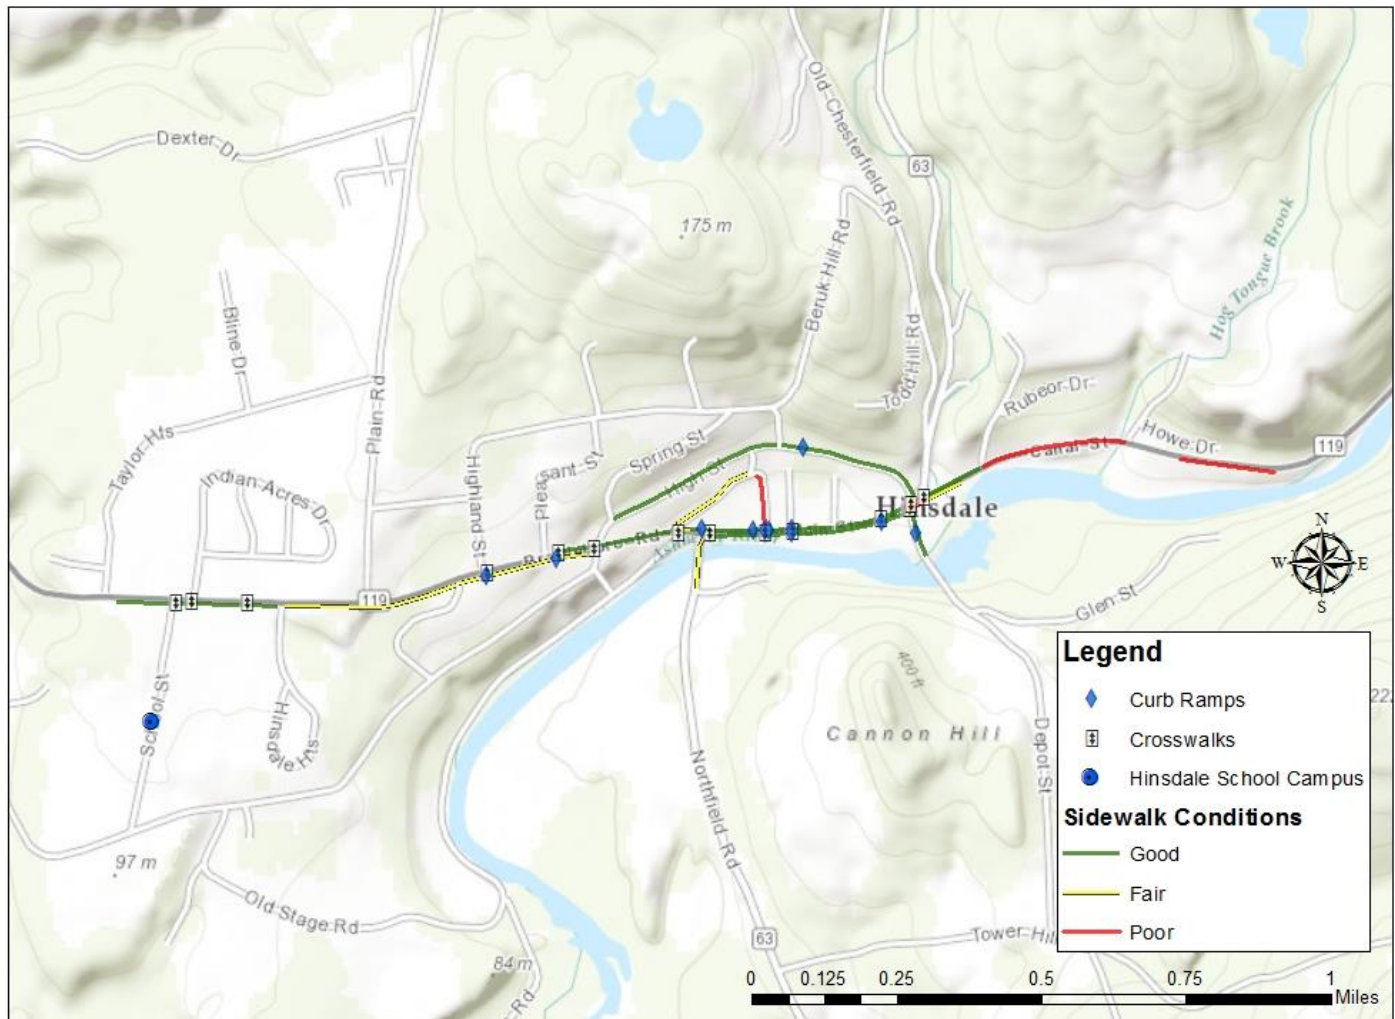 Dexter Dr
Old Chesterfield Rd
63
175 m
Beruk Hill Rd
Hog Tongue Brook
Bline Dr
Plain Rd
Todd Hill Rd
Rubeor Dr
Taylor Hts
Indian Acres Dr
Highland St
Pleasant St
Spring St
High St
Canal St
Howe Dr
119
Hinsdale
Main St
N
W
E
S
119
Glen St
School St
Hinsdale Hts
400 ft
Cannon Hill
Depot St
Northfield Rd
97 m
Old Stage Rd
84 m
63
Tower Hill
Rd
Legend
Curb Ramps
Crosswalks
Hinsdale School Campus
Sidewalk Conditions
Good
Fair
Poor
0 0.125 0.25 0.5 0.75 1
Miles